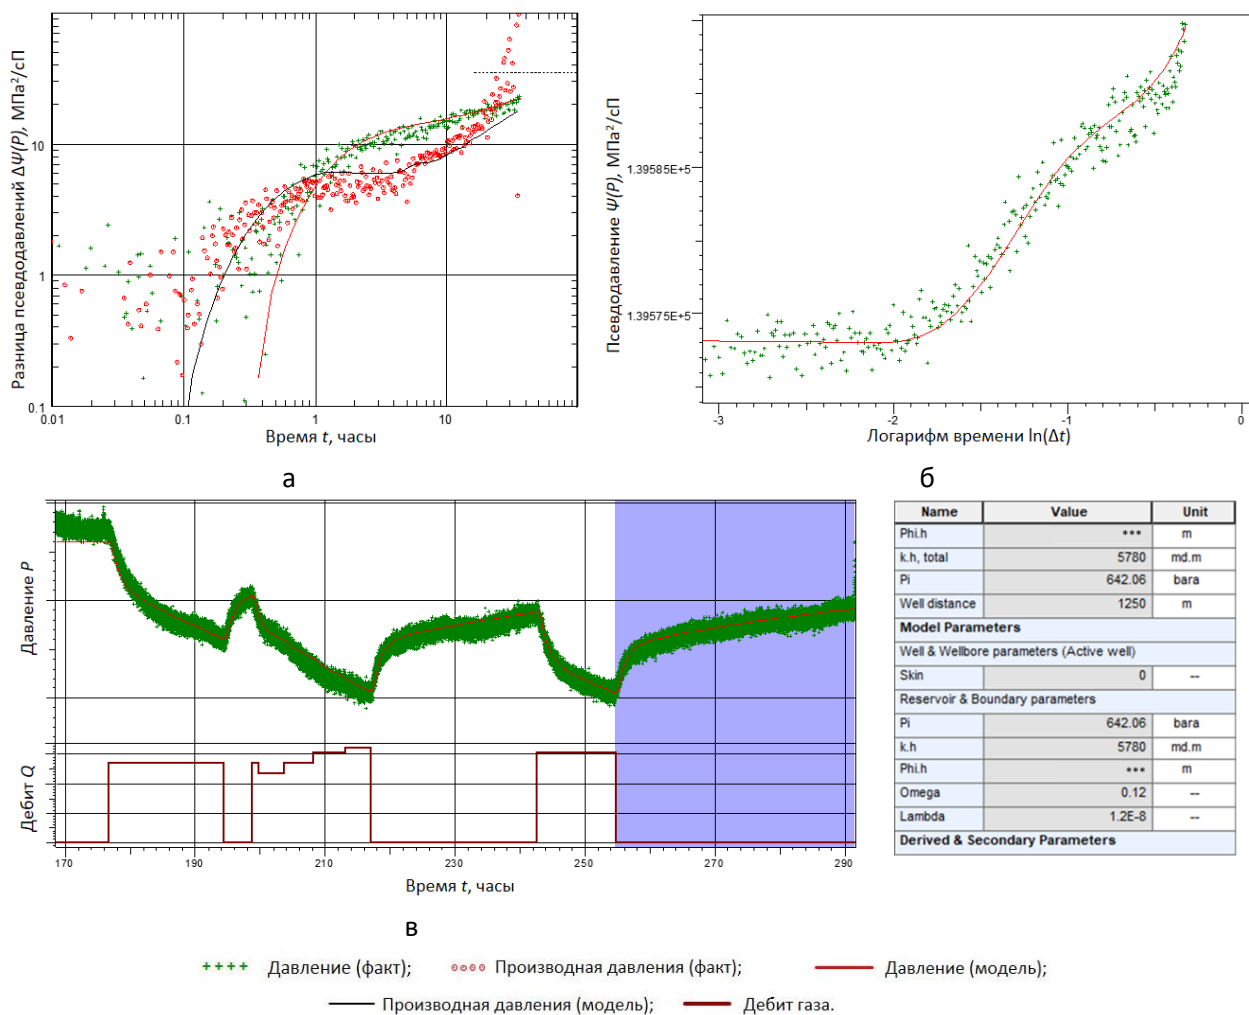 Разница псевдодавлений ΔΨ(P), МПа²/сП
10
1
0.1
0.01
0.1
1
10
Время t, часы
а
Псевдодавление Ψ(P), МПа²/сП
1.39585E+5
1.39575E+5
-3
-2
-1
0
Логарифм времени ln(Δt)
б
Давление P
Дебит Q
170
190
210
230
250
270
290
Время t, часы
в
Name Value Unit
Phi.h *** m
k.h, total 5780 md.m
Pi 642.06 bara
Well distance 1250 m
Model Parameters
Well & Wellbore parameters (Active well)
Skin 0 --
Reservoir & Boundary parameters
Pi 642.06 bara
k.h 5780 md.m
Phi.h *** m
Omega 0.12 --
Lambda 1.2E-8 --
Derived & Secondary Parameters
Давление (факт); Производная давления (факт); Давление (модель);
Производная давления (модель); Дебит газа.